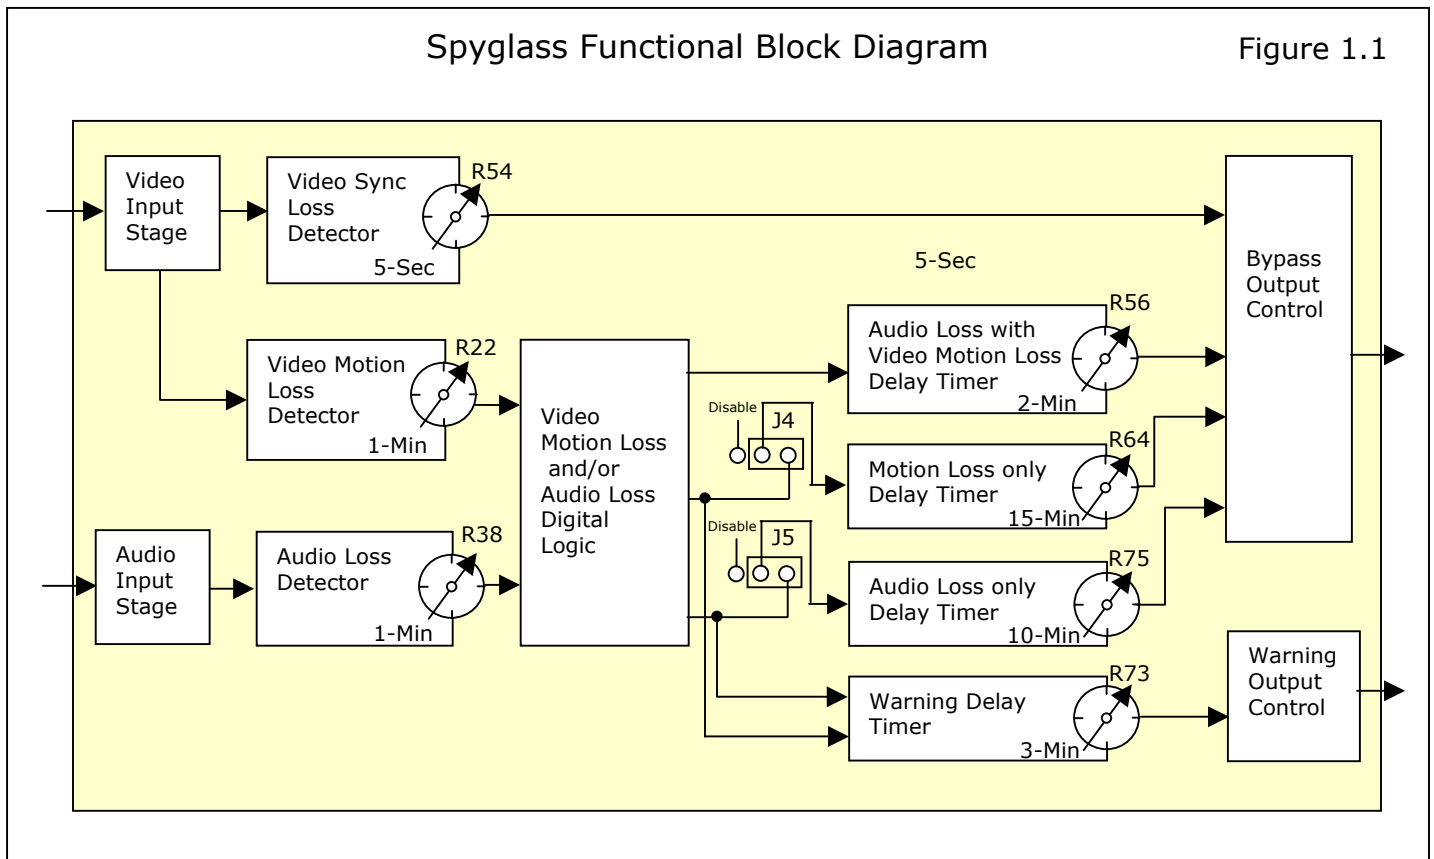 Spyglass Functional Block Diagram
Figure 1.1
Video
Input
Stage
Video Sync
Loss
Detector
R54
5-Sec
5-Sec
Bypass
Output
Control
Video Motion
Loss
Detector
R22
1-Min
Video
Motion Loss
and/or
Audio Loss
Digital
Logic
Audio Loss with
Video Motion Loss
Delay Timer
R56
2-Min
Disable
J4
Motion Loss only
Delay Timer
R64
15-Min
Audio
Input
Stage
Audio Loss
Detector
R38
1-Min
Disable
J5
Audio Loss only
Delay Timer
R75
10-Min
Warning Delay
Timer
R73
3-Min
Warning
Output
Control